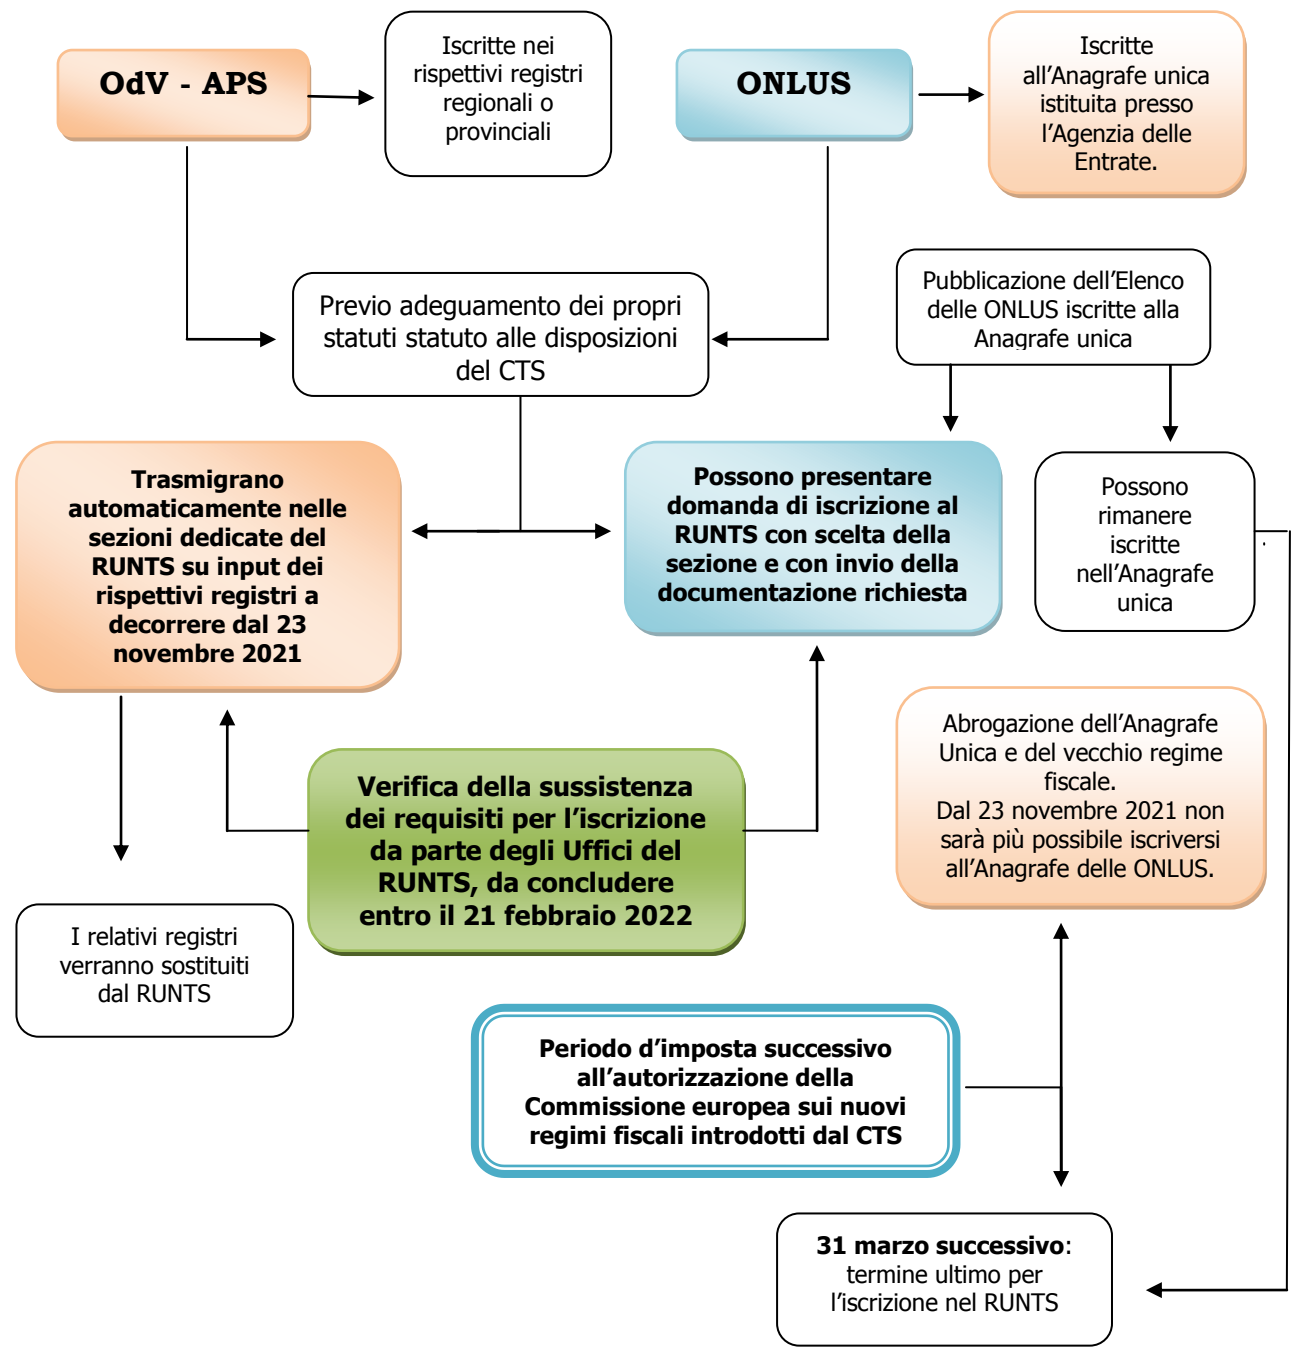 OdV - APS
Iscritte nei
rispettivi registri
regionali o
provinciali
ONLUS
Iscritte
all’Anagrafe unica
istituita presso
l’Agenzia delle
Entrate.
Previo adeguamento dei propri
statuti statuto alle disposizioni
del CTS
Pubblicazione dell’Elenco
delle ONLUS iscritte alla
Anagrafe unica
Trasmigrano
automaticamente nelle
sezioni dedicate del
RUNTS su input dei
rispettivi registri a
decorrere dal 23
novembre 2021
Possono presentare
domanda di iscrizione al
RUNTS con scelta della
sezione e con invio della
documentazione richiesta
Possono
rimanere
iscritte
nell’Anagrafe
unica
.
Verifica della sussistenza
dei requisiti per l’iscrizione
da parte degli Uffici del
RUNTS, da concludere
entro il 21 febbraio 2022
Abrogazione dell’Anagrafe
Unica e del vecchio regime
fiscale.
Dal 23 novembre 2021 non
sarà più possibile iscriversi
all’Anagrafe delle ONLUS.
I relativi registri
verranno sostituiti
dal RUNTS
Periodo d’imposta successivo
all’autorizzazione della
Commissione europea sui nuovi
regimi fiscali introdotti dal CTS
31 marzo successivo:
termine ultimo per
l’iscrizione nel RUNTS